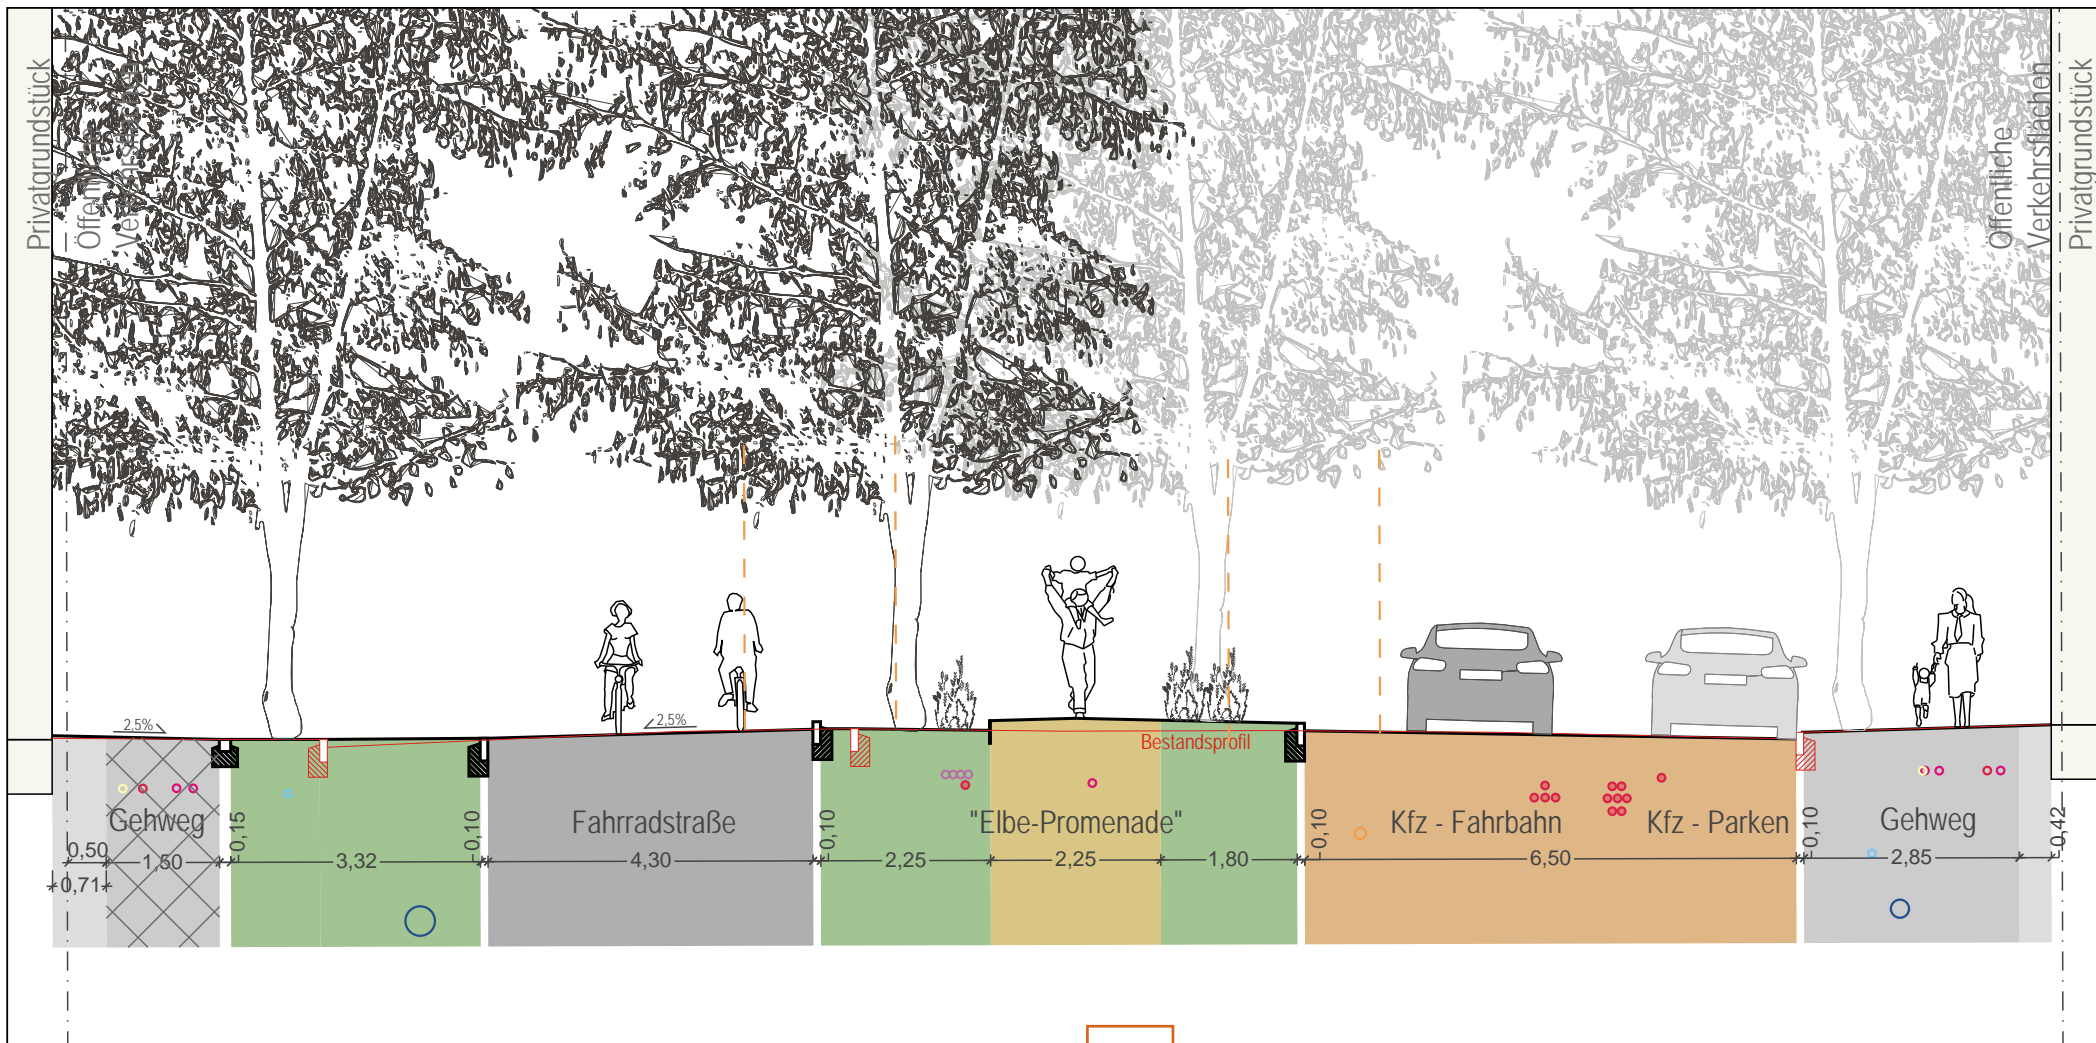 Privatgrundstück
Öffentliche
Verkehrsflächen
Öffentliche
Verkehrsflächen
Privatgrundstück
2,5%
2,5%
Bestandsprofil
Gehweg
Fahrradstraße
"Elbe-Promenade"
Kfz - Fahrbahn
Kfz - Parken
Gehweg
0,50
1,50
0,15
3,32
0,10
4,30
0,10
2,25
2,25
1,80
0,10
6,50
0,10
2,85
0,42
0,71